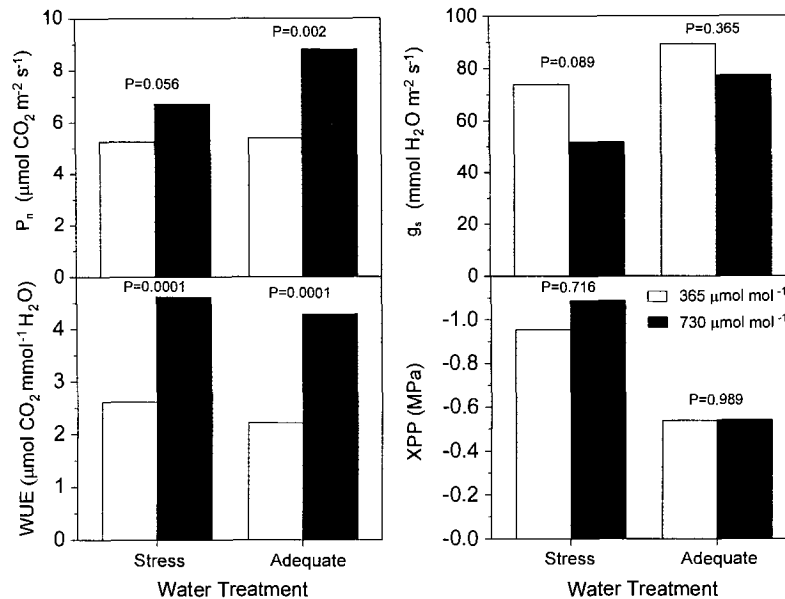 10
8
6
4
2
0
Pₙ (μmol CO₂ m⁻² s⁻¹)
P=0.056
P=0.002
100
80
60
40
20
0
gₛ (mmol H₂O m⁻² s⁻¹)
P=0.089
P=0.365
4
3
2
1
0
WUE (μmol CO₂ mmol⁻¹ H₂O)
P=0.0001
P=0.0001
Stress
Adequate
Water Treatment
-1.0
-0.8
-0.6
-0.4
-0.2
-0.0
XPP (MPa)
P=0.716
P=0.989
365 μmol mol⁻¹
730 μmol mol⁻¹
Stress
Adequate
Water Treatment